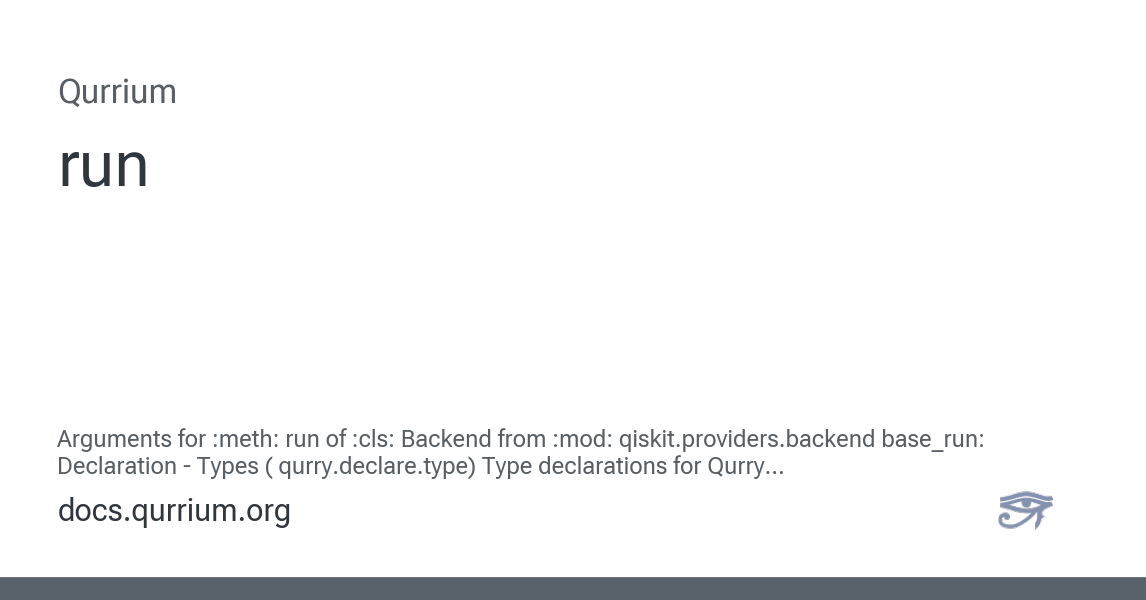 Qurrium
run
Arguments for :meth: run of :cls: Backend from :mod: qiskit.providers.backend base_run:
Declaration - Types ( qurry.declare.type) Type declarations for Qurry...
docs.qurrium.org